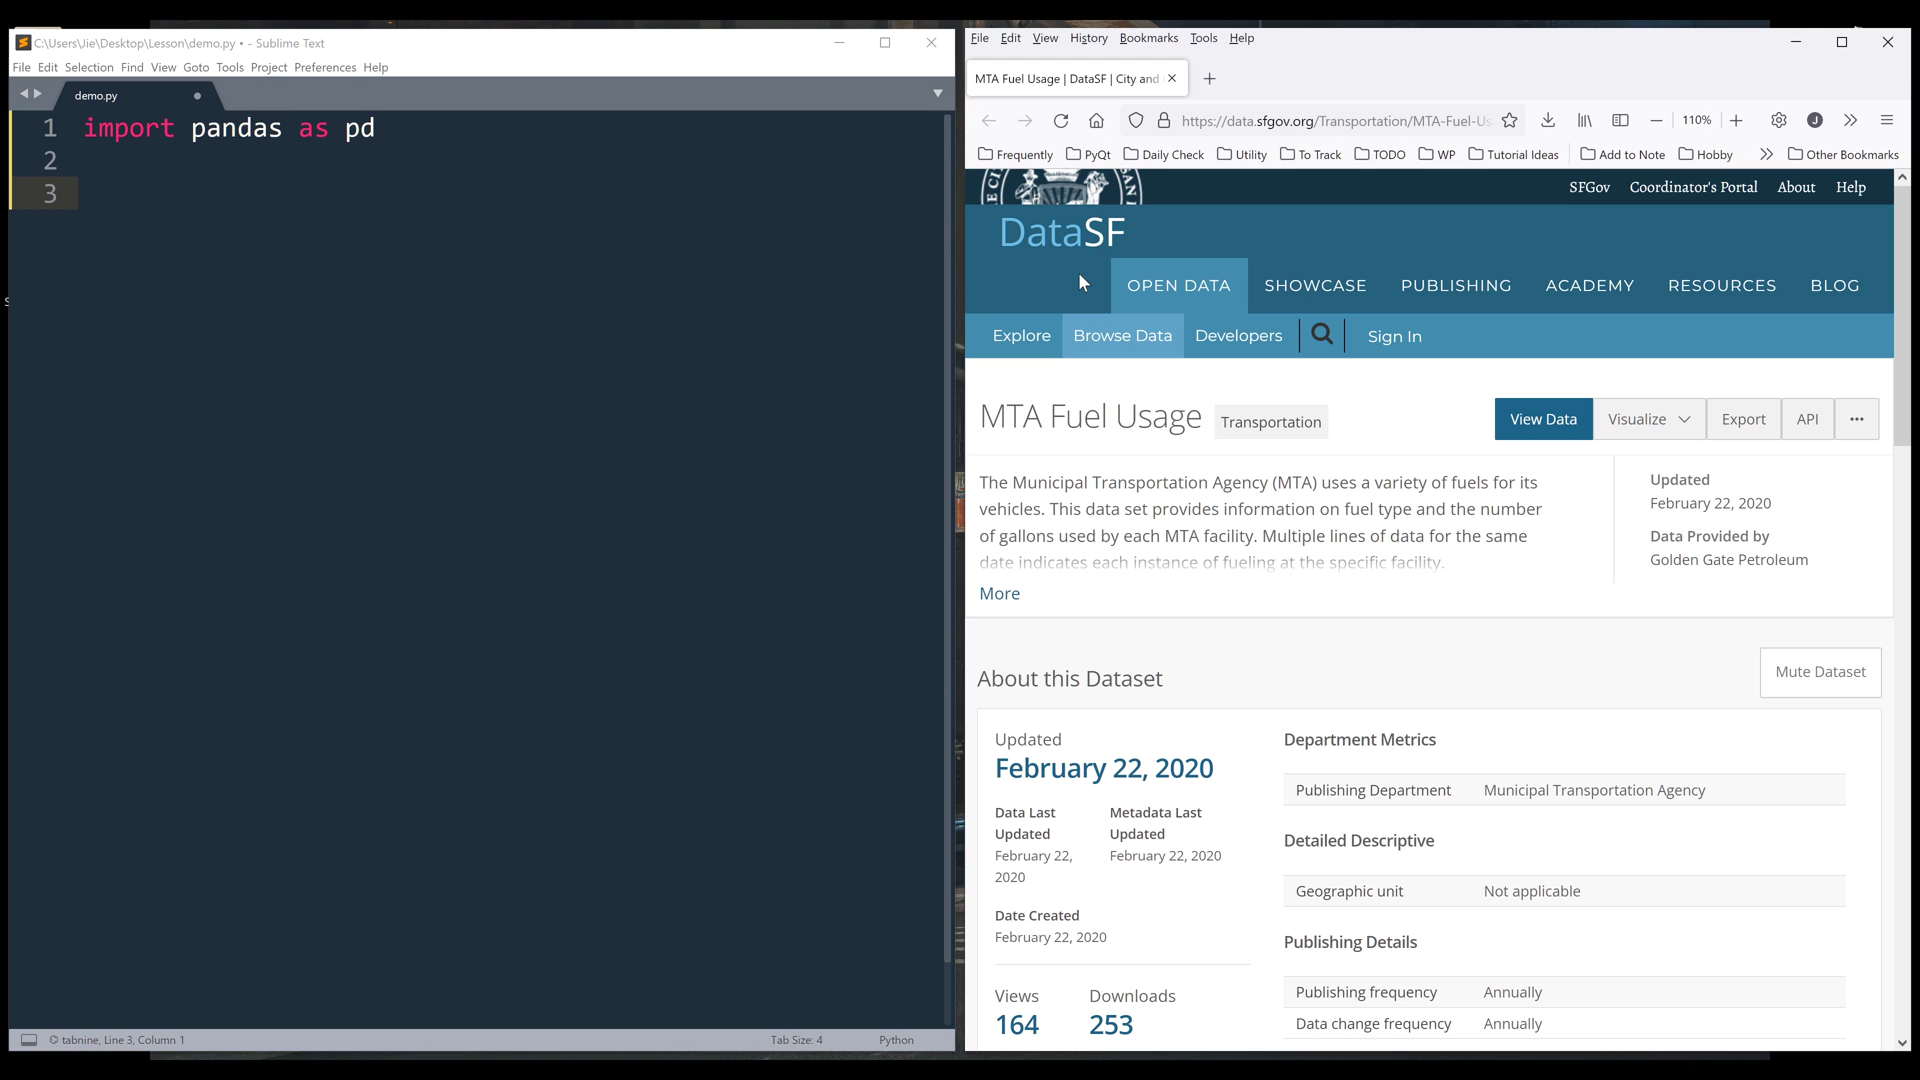 C:\Users\Jie\Desktop\Lesson\demo.py • - Sublime Text
File Edit Selection Find View Goto Tools Project Preferences Help
demo.py
1 import pandas as pd
2
3
tabnine, Line 3, Column 1
Tab Size: 4
Python
File Edit View History Bookmarks Tools Help
MTA Fuel Usage | DataSF | City and
https://data.sfgov.org/Transportation/MTA-Fuel-Us
110%
J
Frequently PyQt Daily Check Utility To Track TODO WP Tutorial Ideas Add to Note Hobby Other Bookmarks
SFGov Coordinator's Portal About Help
DataSF
OPEN DATA SHOWCASE PUBLISHING ACADEMY RESOURCES BLOG
Explore Browse Data Developers Sign In
MTA Fuel Usage Transportation
View Data Visualize Export API ...
The Municipal Transportation Agency (MTA) uses a variety of fuels for its
vehicles. This data set provides information on fuel type and the number
of gallons used by each MTA facility. Multiple lines of data for the same
date indicates each instance of fueling at the specific facility.
More
Updated
February 22, 2020
Data Provided by
Golden Gate Petroleum
About this Dataset
Mute Dataset
Updated
February 22, 2020
Data Last
Updated
February 22,
2020
Metadata Last
Updated
February 22, 2020
Date Created
February 22, 2020
Views
164
Downloads
253
Department Metrics
Publishing Department Municipal Transportation Agency
Detailed Descriptive
Geographic unit Not applicable
Publishing Details
Publishing frequency Annually
Data change frequency Annually